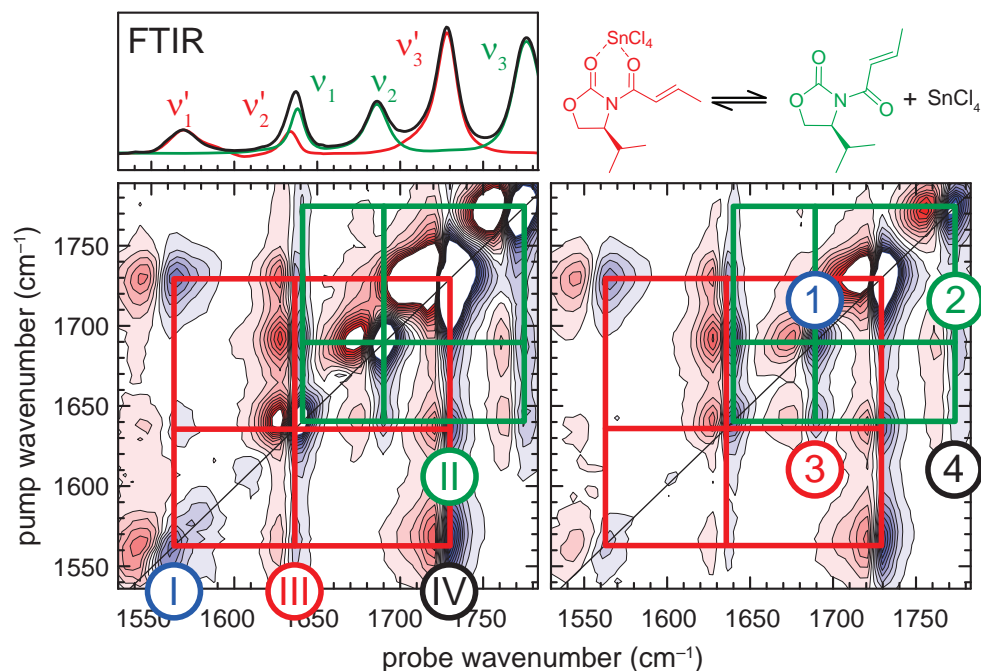 FTIR
ν'₁
ν'₂
ν₁
ν₂
ν'₃
ν₃
SnCl₄
O
O
O
N
⇌
O
O
N
O
+ SnCl₄
pump wavenumber (cm⁻¹)
1750
1700
1650
1600
1550
I
II
III
IV
1
2
3
4
1550 1600 1650 1700 1750
1550 1600 1650 1700 1750
probe wavenumber (cm⁻¹)